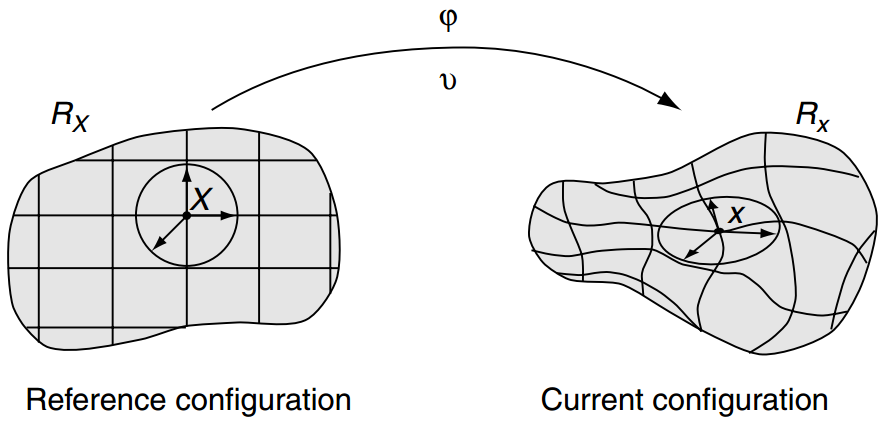 φ
υ
R_X
R_x
X
x
Reference configuration
Current configuration